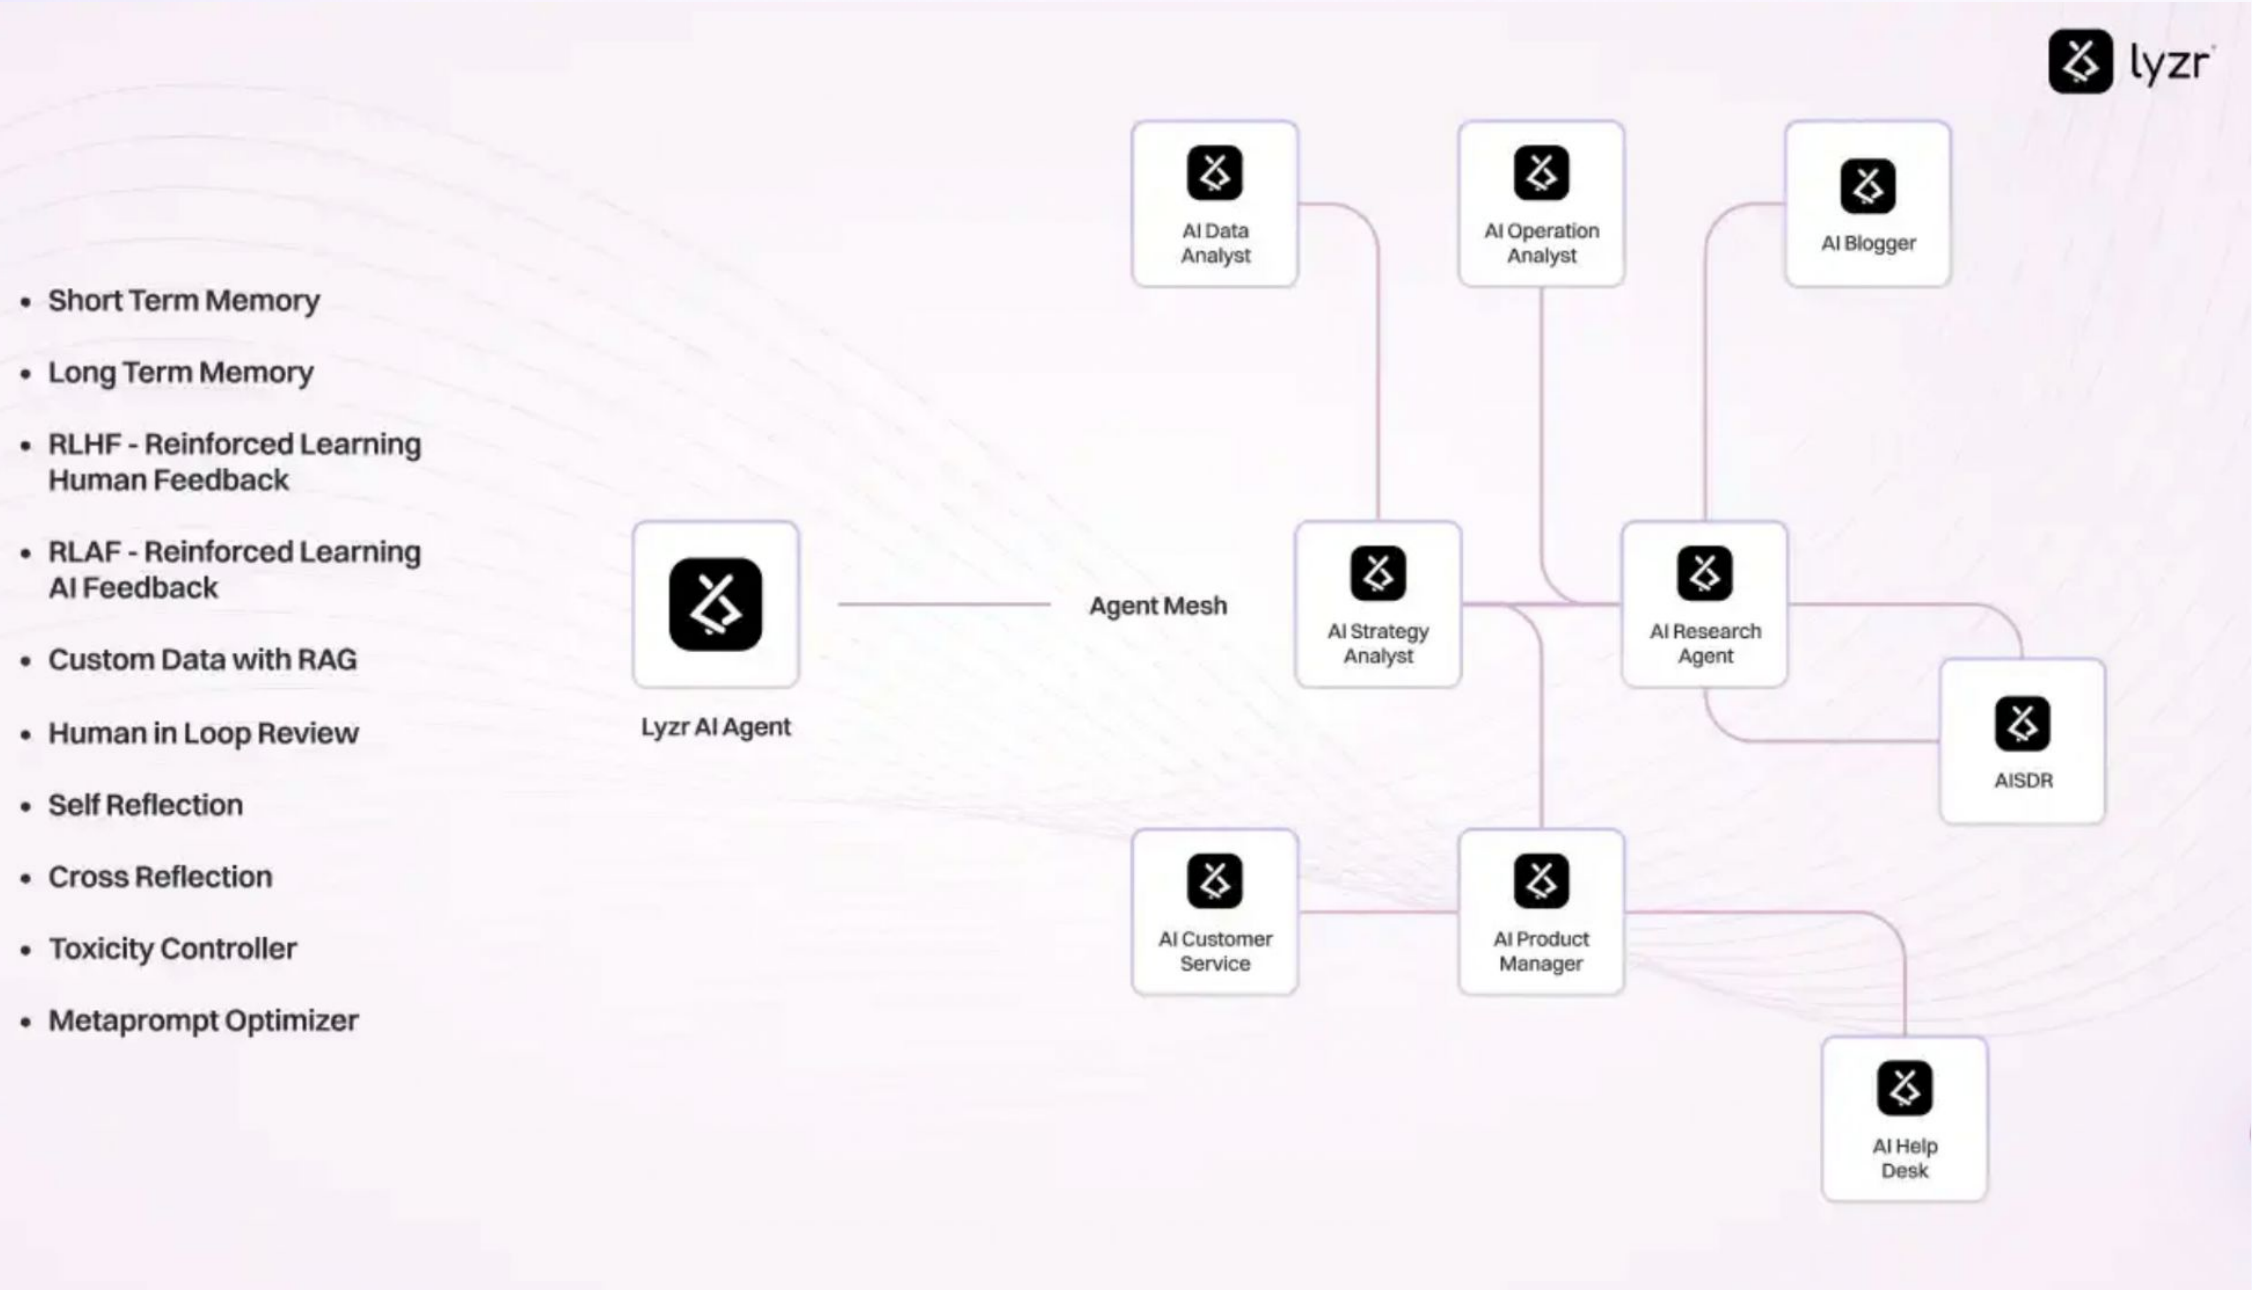 lyzr
• Short Term Memory
• Long Term Memory
• RLHF - Reinforced Learning
Human Feedback
• RLAF - Reinforced Learning
AI Feedback
• Custom Data with RAG
• Human in Loop Review
• Self Reflection
• Cross Reflection
• Toxicity Controller
• Metaprompt Optimizer
Lyzr AI Agent
Agent Mesh
AI Data
Analyst
AI Operation
Analyst
AI Blogger
AI Strategy
Analyst
AI Research
Agent
AISDR
AI Customer
Service
AI Product
Manager
AI Help
Desk